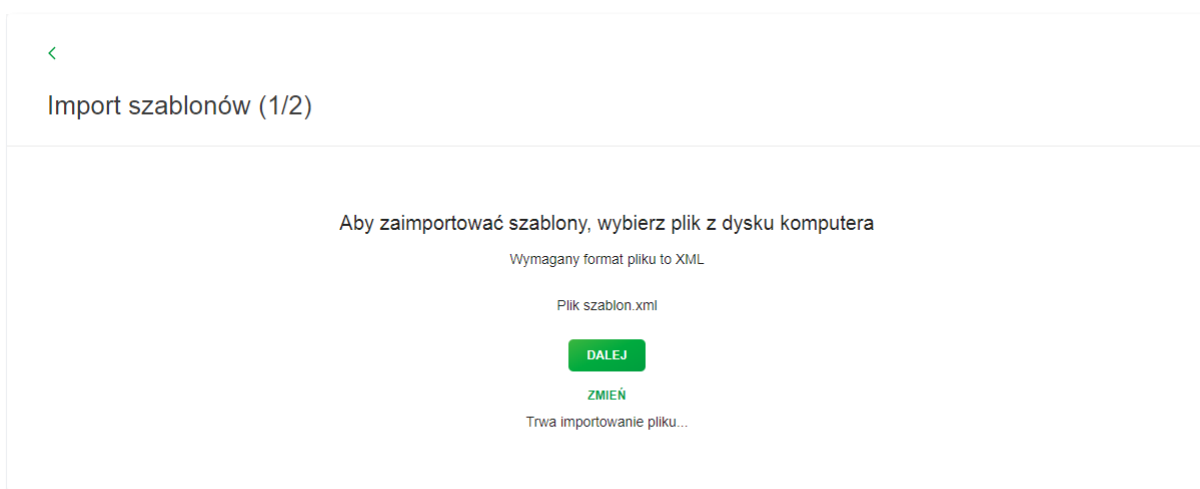 Import szablonów (1/2)
Aby zaimportować szablony, wybierz plik z dysku komputera
Wymagany format pliku to XML
Plik szablon.xml
DALEJ
ZMIEŃ
Trwa importowanie pliku...